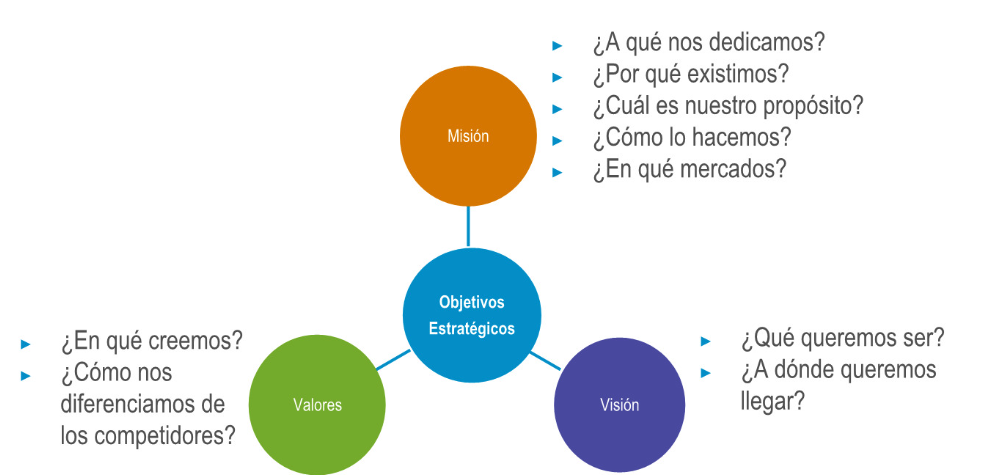 ¿A qué nos dedicamos?
¿Por qué existimos?
¿Cuál es nuestro propósito?
¿Cómo lo hacemos?
¿En qué mercados?
Misión
Objetivos
Estratégicos
¿En qué creemos?
¿Cómo nos
diferenciamos de
los competidores?
Valores
Visión
¿Qué queremos ser?
¿A dónde queremos
llegar?